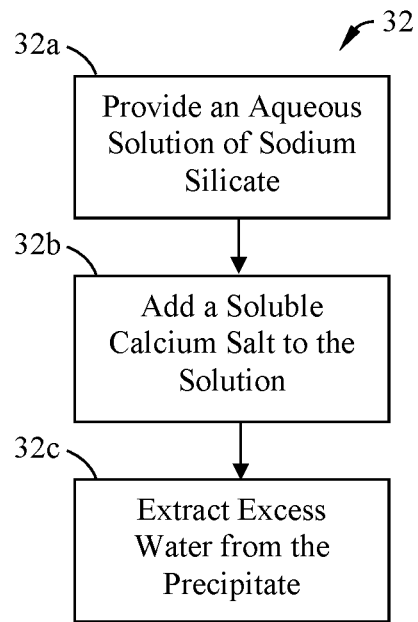 32
32a
Provide an Aqueous
Solution of Sodium
Silicate
32b
Add a Soluble
Calcium Salt to the
Solution
32c
Extract Excess
Water from the
Precipitate